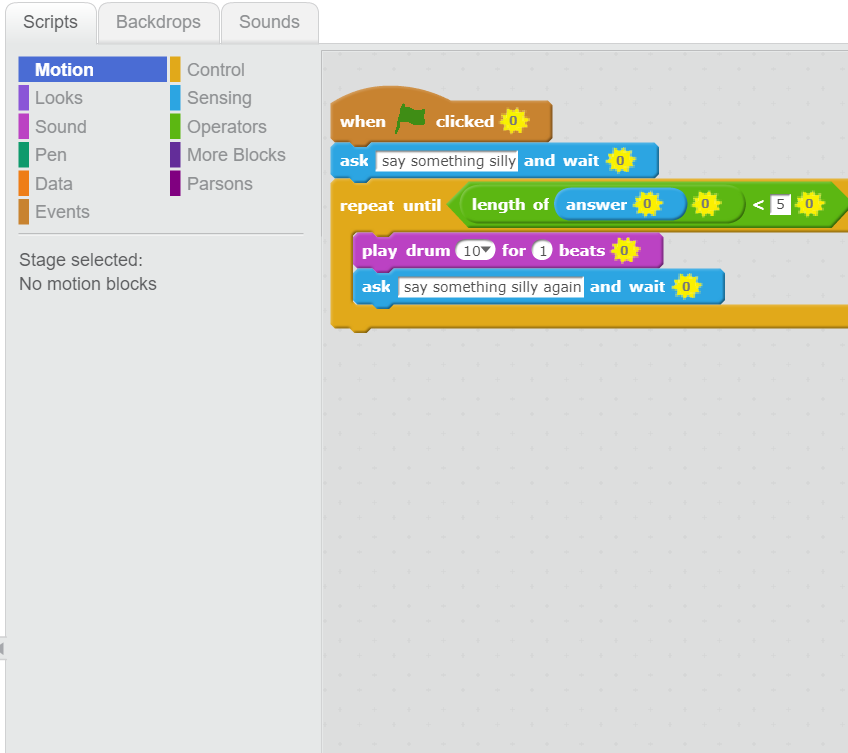 Scripts Backdrops Sounds
Motion Control
Looks Sensing
Sound Operators
Pen More Blocks
Data Parsons
Events
Stage selected:
No motion blocks
when clicked 0
ask say something silly and wait 0
repeat until length of answer 0 0 < 5 0
play drum 10 for 1 beats 0
ask say something silly again and wait 0